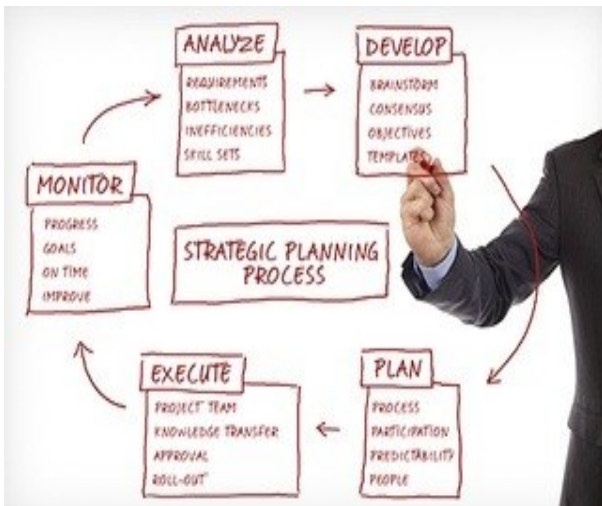 ANALYZE
REQUIREMENTS
BOTTLENECKS
INEFFICIENCIES
SKILL SETS
DEVELOP
BRAINSTORM
CONSENSUS
OBJECTIVES
TEMPLATES
MONITOR
PROGRESS
GOALS
ON TIME
IMPROVE
STRATEGIC PLANNING
PROCESS
EXECUTE
PROJECT TEAM
KNOWLEDGE TRANSFER
APPROVAL
ROLL-OUT
PLAN
PROCESS
PARTICIPATION
PREDICTABILITY
PEOPLE